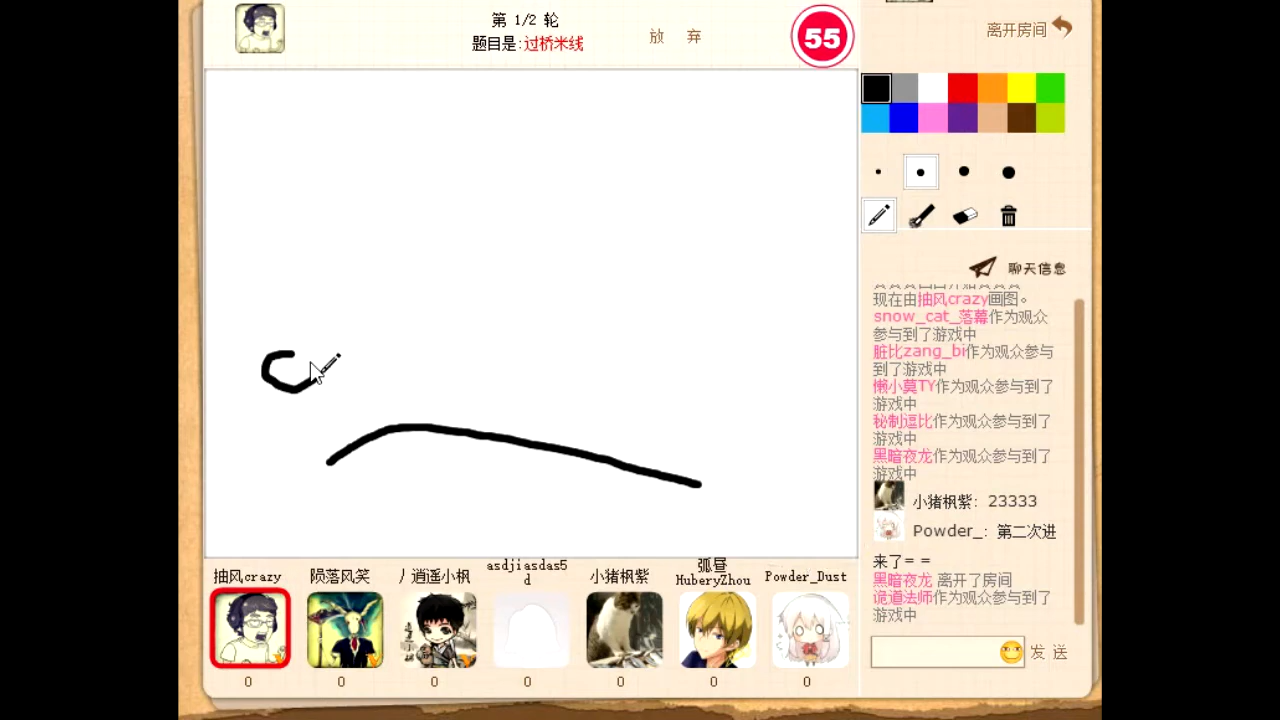 第 1/2 轮
题目是:过桥米线
放 弃
55
离开房间
聊天信息
现在由抽风crazy画图。
snow_cat_落幕作为观众
参与到了游戏中
脏比zang_bi作为观众参与
到了游戏中
懒小莫TY作为观众参与到了
游戏中
秘制逗比作为观众参与到了
游戏中
黑暗夜龙作为观众参与到了
游戏中
小猪枫紫: 23333
Powder_: 第二次进
来了= =
黑暗夜龙 离开了房间
诡道法师作为观众参与到了
游戏中
发 送
抽风crazy
陨落风笑
丿逍遥小枫
asdjiasdas5
d
小猪枫紫
弧昼
HuberyZhou
Powder_Dust
0
0
0
0
0
0
0